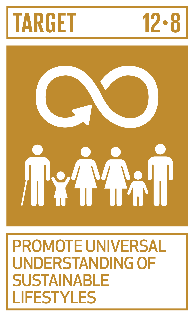 TARGET 12·8
PROMOTE UNIVERSAL
UNDERSTANDING OF
SUSTAINABLE
LIFESTYLES